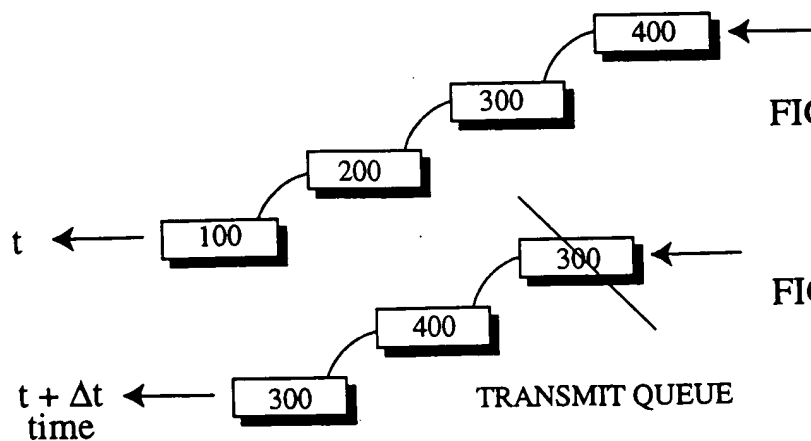 400
300
FIG
200
t 100
300
FIG
400
t + Δt 300 TRANSMIT QUEUE
time